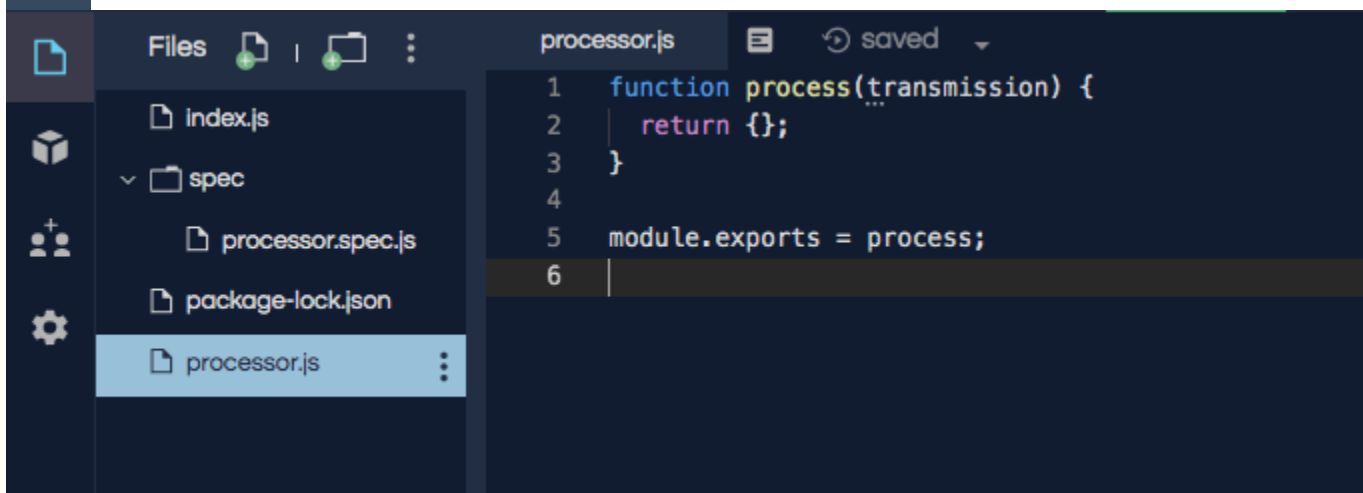 Files
index.js
spec
processor.spec.js
package-lock.json
processor.js
processor.js saved
1 function process(transmission) {
2 return {};
3 }
4
5 module.exports = process;
6